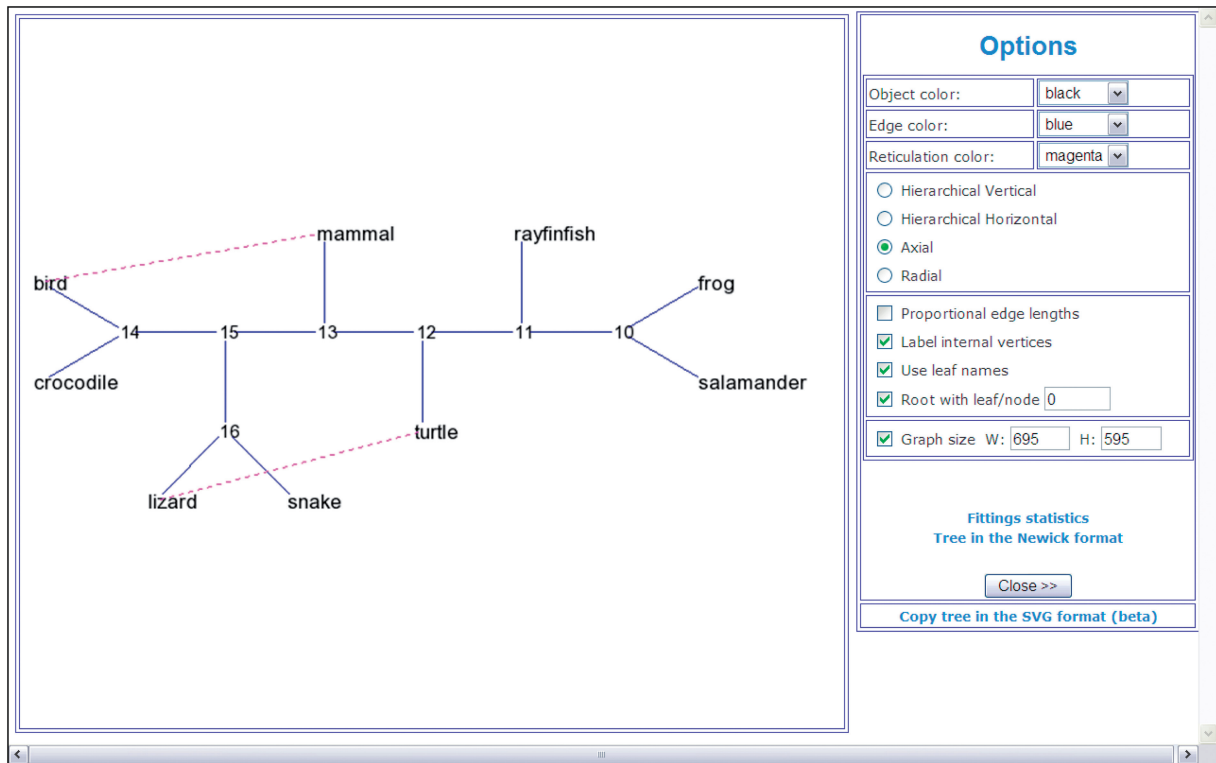 mammal
rayfinfish
bird
frog
14
15
13
12
11
10
crocodile
salamander
16
turtle
lizard
snake
Options
Object color: black
Edge color: blue
Reticulation color: magenta
Hierarchical Vertical
Hierarchical Horizontal
Axial
Radial
Proportional edge lengths
Label internal vertices
Use leaf names
Root with leaf/node 0
Graph size W: 695 H: 595
Fittings statistics
Tree in the Newick format
Close >>
Copy tree in the SVG format (beta)